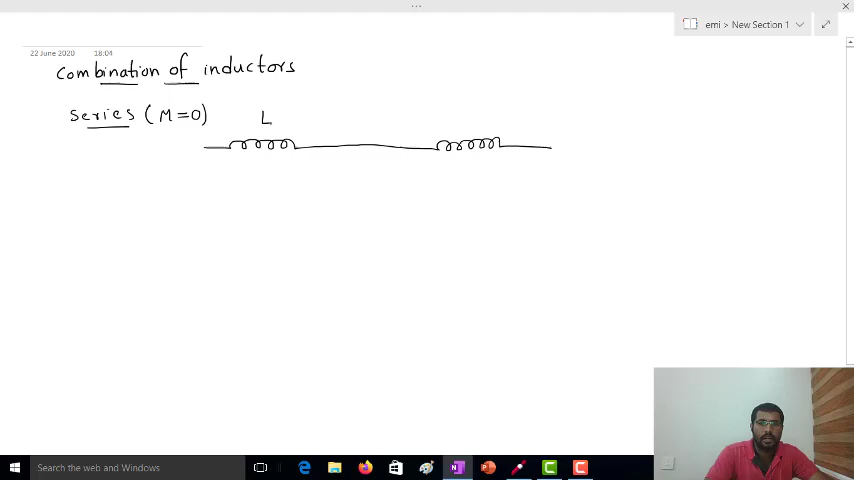 emi > New Section 1
22 June 2020 18:04
Combination of inductors
Series (M=0) L
Search the web and Windows